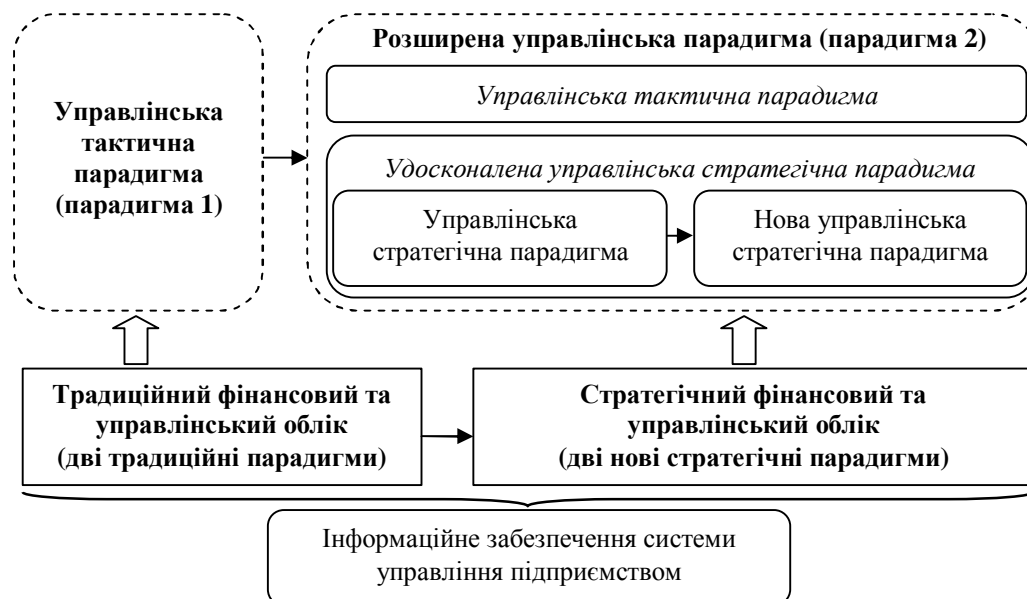 Управлінська
тактична
парадигма
(парадигма 1)
Розширена управлінська парадигма (парадигма 2)
Управлінська тактична парадигма
Удосконалена управлінська стратегічна парадигма
Управлінська
стратегічна парадигма
Нова управлінська
стратегічна парадигма
Традиційний фінансовий та
управлінський облік
(дві традиційні парадигми)
Стратегічний фінансовий та
управлінський облік
(дві нові стратегічні парадигми)
Інформаційне забезпечення системи
управління підприємством